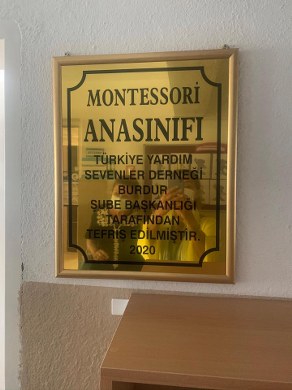 MONTESSORİ
ANASINIFI
TÜRKİYE YARDIM
SEVENLER DERNEĞİ
BURDUR
ŞUBE BAŞKANLIĞI
TARAFINDAN
TEFRİŞ EDİLMİŞTİR.
2020